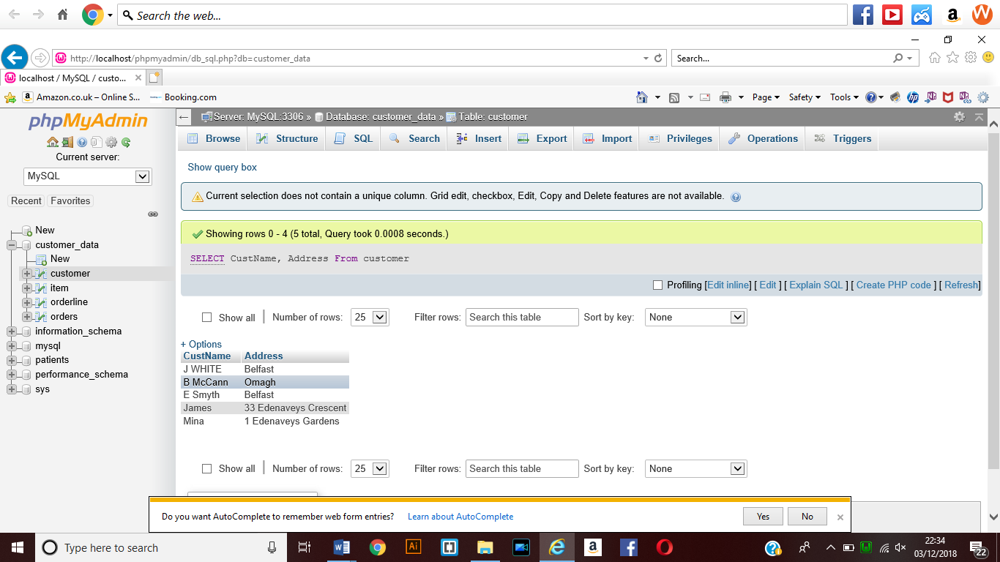 Search the web...
http://localhost/phpmyadmin/db_sql.php?db=customer_data
Search...
localhost / MySQL / custo...
Amazon.co.uk – Online S...
Booking.com
Page
Safety
Tools
phpMyAdmin
Current server:
MySQL
Recent
Favorites
New
customer_data
New
customer
item
orderline
orders
information_schema
mysql
patients
performance_schema
sys
Server: MySQL:3306 » Database: customer_data » Table: customer
Browse
Structure
SQL
Search
Insert
Export
Import
Privileges
Operations
Triggers
Show query box
Current selection does not contain a unique column. Grid edit, checkbox, Edit, Copy and Delete features are not available.
Showing rows 0 - 4 (5 total, Query took 0.0008 seconds.)
SELECT CustName, Address From customer
Profiling [Edit inline] [ Edit ] [ Explain SQL ] [ Create PHP code ] [ Refresh]
Show all | Number of rows: 25 Filter rows: Search this table Sort by key: None
+ Options
CustName Address
J WHITE Belfast
B McCann Omagh
E Smyth Belfast
James 33 Edenaveys Crescent
Mina 1 Edenaveys Gardens
Show all | Number of rows: 25 Filter rows: Search this table Sort by key: None
Do you want AutoComplete to remember web form entries? Learn about AutoComplete Yes No
Type here to search
22:34
03/12/2018
22